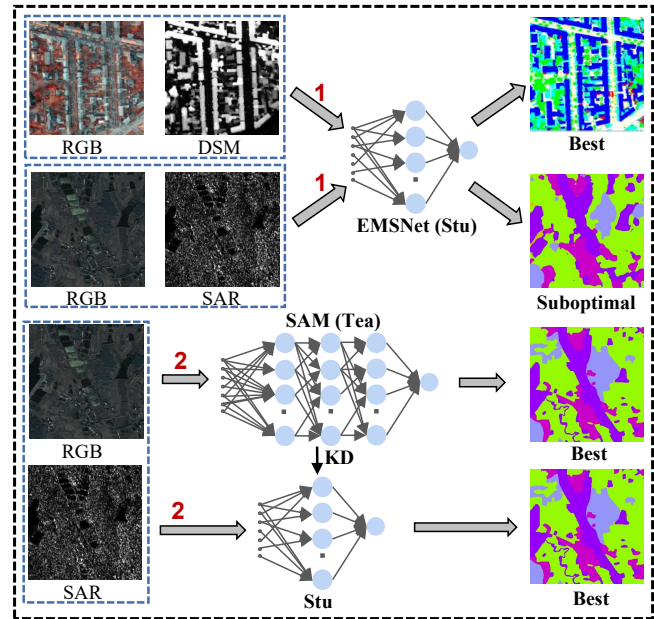 RGB DSM
1
Best
1
EMSNet (Stu)
RGB SAR
Suboptimal
SAM (Tea)
2
RGB
Best
KD
2
SAR
Stu
Best